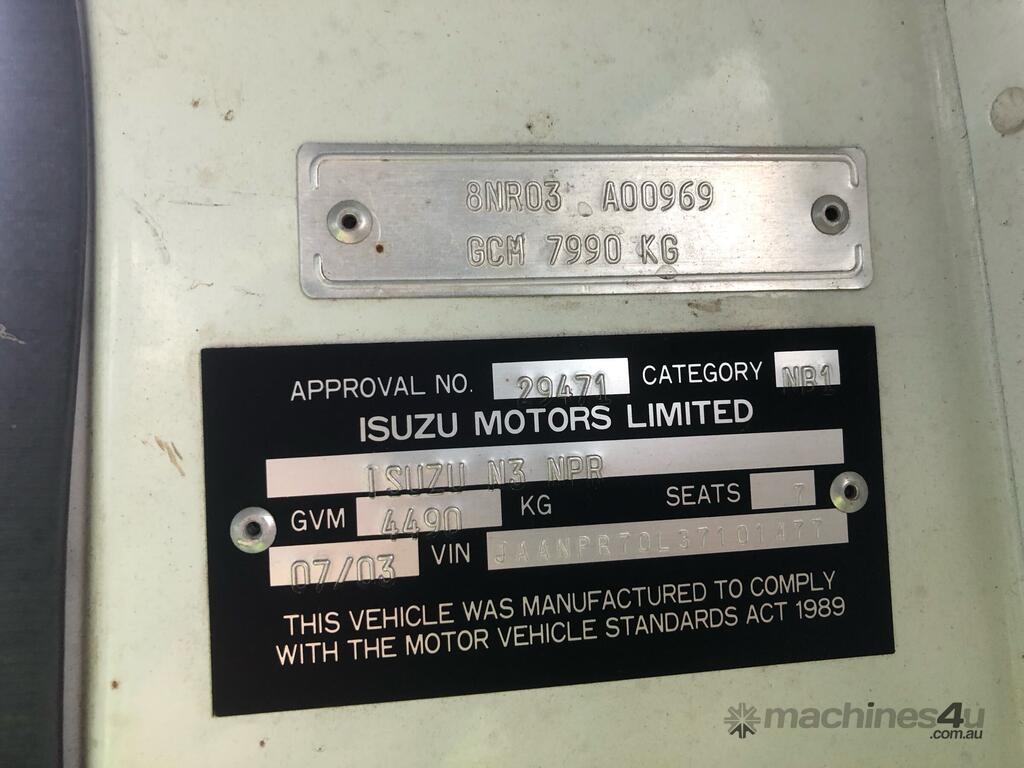 8NR03 A00969
GCM 7990 KG
APPROVAL NO. 29471 CATEGORY NB1
ISUZU MOTORS LIMITED
ISUZU N3 NPR
GVM 4490 KG SEATS 7
07/03 VIN JAANPR70L37101477
THIS VEHICLE WAS MANUFACTURED TO COMPLY
WITH THE MOTOR VEHICLE STANDARDS ACT 1989
machines4u
.com.au